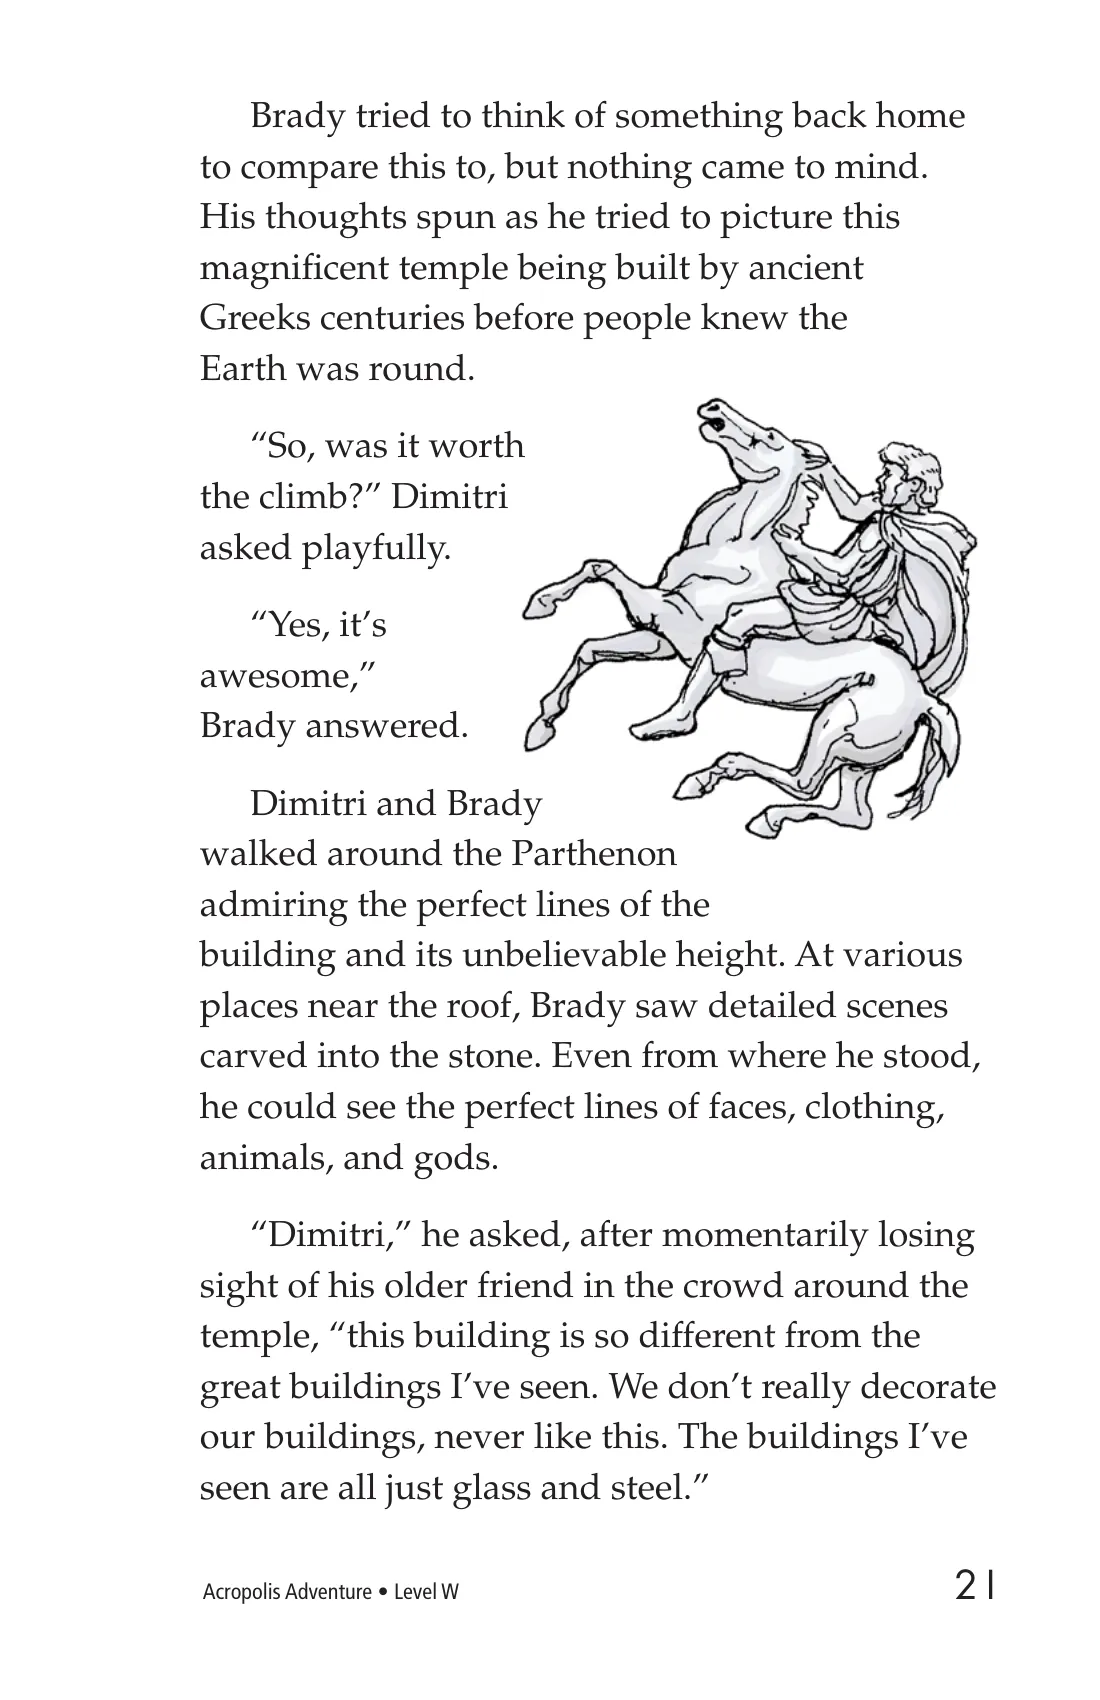 Brady tried to think of something back home
to compare this to, but nothing came to mind.
His thoughts spun as he tried to picture this
magnificent temple being built by ancient
Greeks centuries before people knew the
Earth was round.
“So, was it worth
the climb?” Dimitri
asked playfully.
“Yes, it’s
awesome,”
Brady answered.
Dimitri and Brady
walked around the Parthenon
admiring the perfect lines of the
building and its unbelievable height. At various
places near the roof, Brady saw detailed scenes
carved into the stone. Even from where he stood,
he could see the perfect lines of faces, clothing,
animals, and gods.
“Dimitri,” he asked, after momentarily losing
sight of his older friend in the crowd around the
temple, “this building is so different from the
great buildings I’ve seen. We don’t really decorate
our buildings, never like this. The buildings I’ve
seen are all just glass and steel.”
Acropolis Adventure • Level W
21